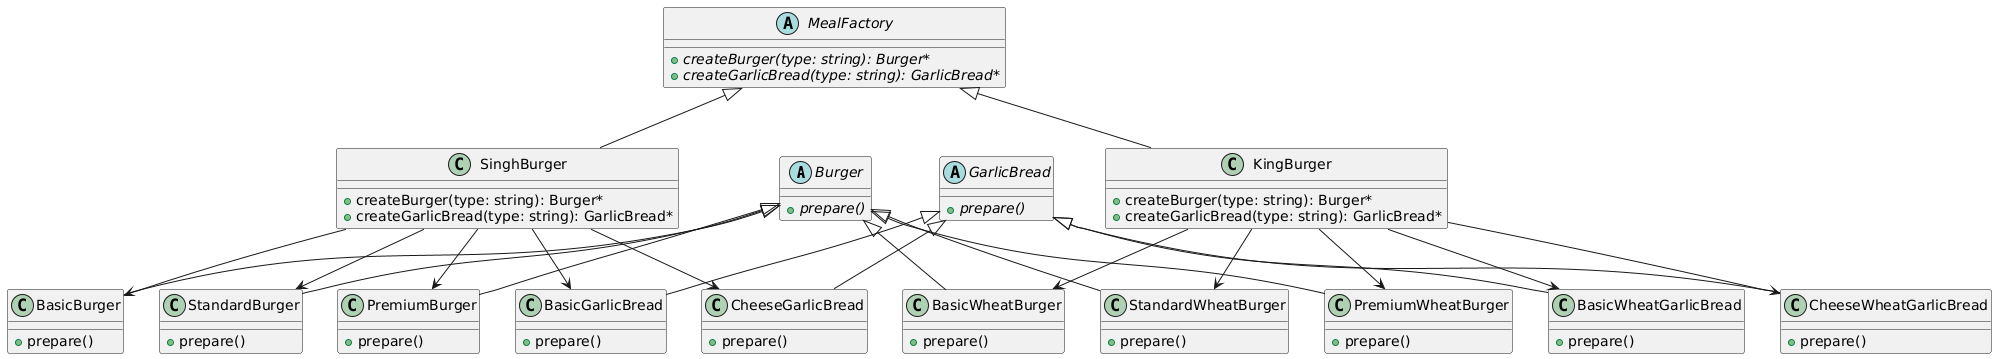 A MealFactory
createBurger(type: string): Burger*
createGarlicBread(type: string): GarlicBread*
C SinghBurger
createBurger(type: string): Burger*
createGarlicBread(type: string): GarlicBread*
A Burger
prepare()
A GarlicBread
prepare()
C KingBurger
createBurger(type: string): Burger*
createGarlicBread(type: string): GarlicBread*
C BasicBurger
prepare()
C StandardBurger
prepare()
C PremiumBurger
prepare()
C BasicGarlicBread
prepare()
C CheeseGarlicBread
prepare()
C BasicWheatBurger
prepare()
C StandardWheatBurger
prepare()
C PremiumWheatBurger
prepare()
C BasicWheatGarlicBread
prepare()
C CheeseWheatGarlicBread
prepare()